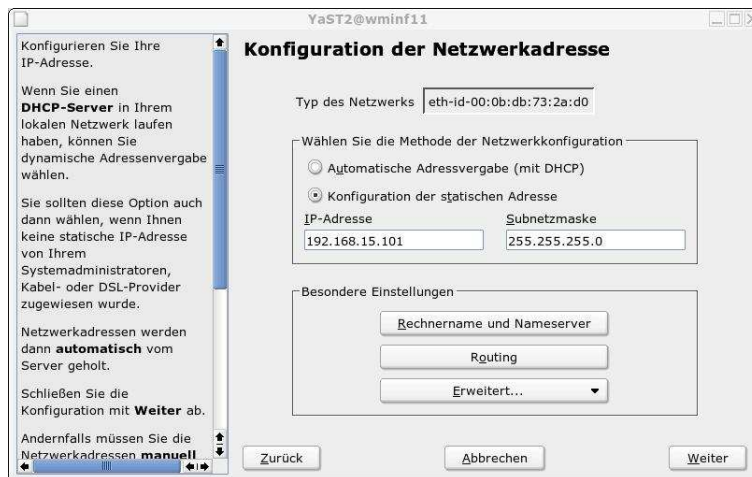 YaST2@wminf11
Konfigurieren Sie Ihre
IP-Adresse.
Wenn Sie einen
DHCP-Server in Ihrem
lokalen Netzwerk laufen
haben, können Sie
dynamische Adressenvergabe
wählen.
Sie sollten diese Option auch
dann wählen, wenn Ihnen
keine statische IP-Adresse
von Ihrem
Systemadministratoren,
Kabel- oder DSL-Provider
zugewiesen wurde.
Netzwerkadressen werden
dann automatisch vom
Server geholt.
Schließen Sie die
Konfiguration mit Weiter ab.
Andernfalls müssen Sie die
Netzwerkadressen manuell
Konfiguration der Netzwerkadresse
Typ des Netzwerks eth-id-00:0b:db:73:2a:d0
Wählen Sie die Methode der Netzwerkkonfiguration
Automatische Adressvergabe (mit DHCP)
Konfiguration der statischen Adresse
IP-Adresse Subnetzmaske
192.168.15.101 255.255.255.0
Besondere Einstellungen
Rechnername und Nameserver
Routing
Erweitert...
Zurück Abbrechen Weiter